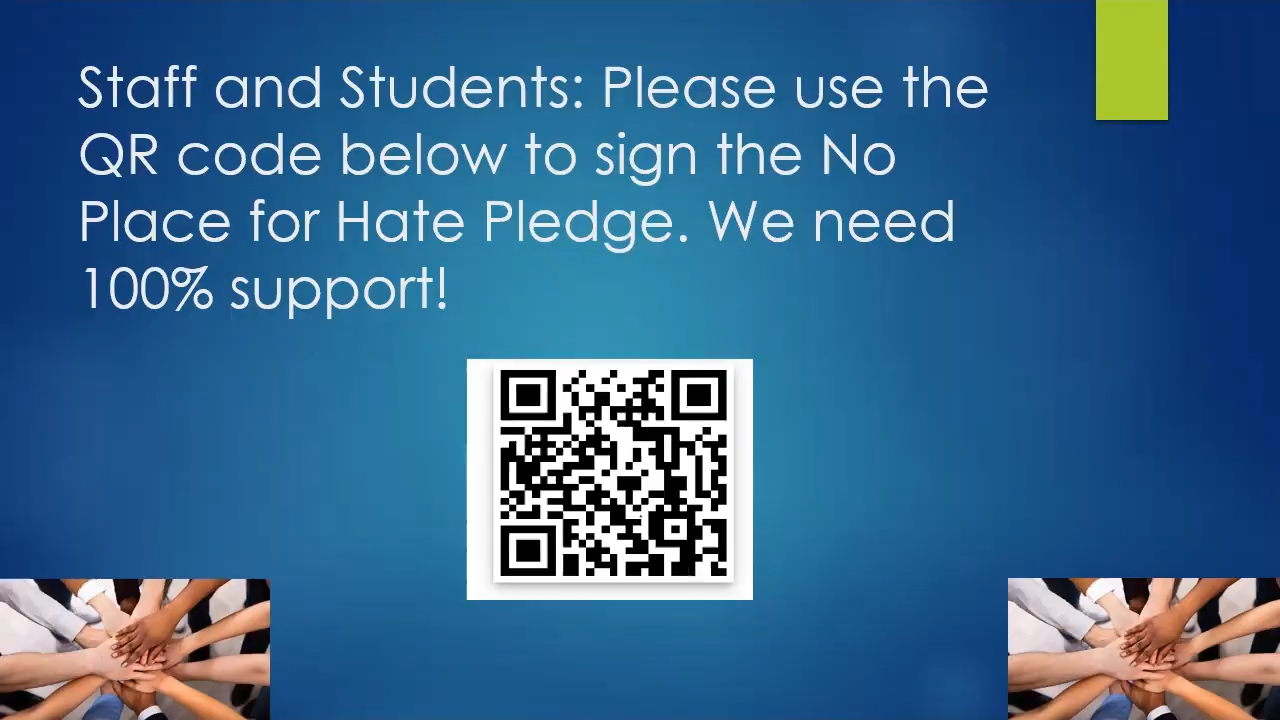 Staff and Students: Please use the
QR code below to sign the No
Place for Hate Pledge. We need
100% support!